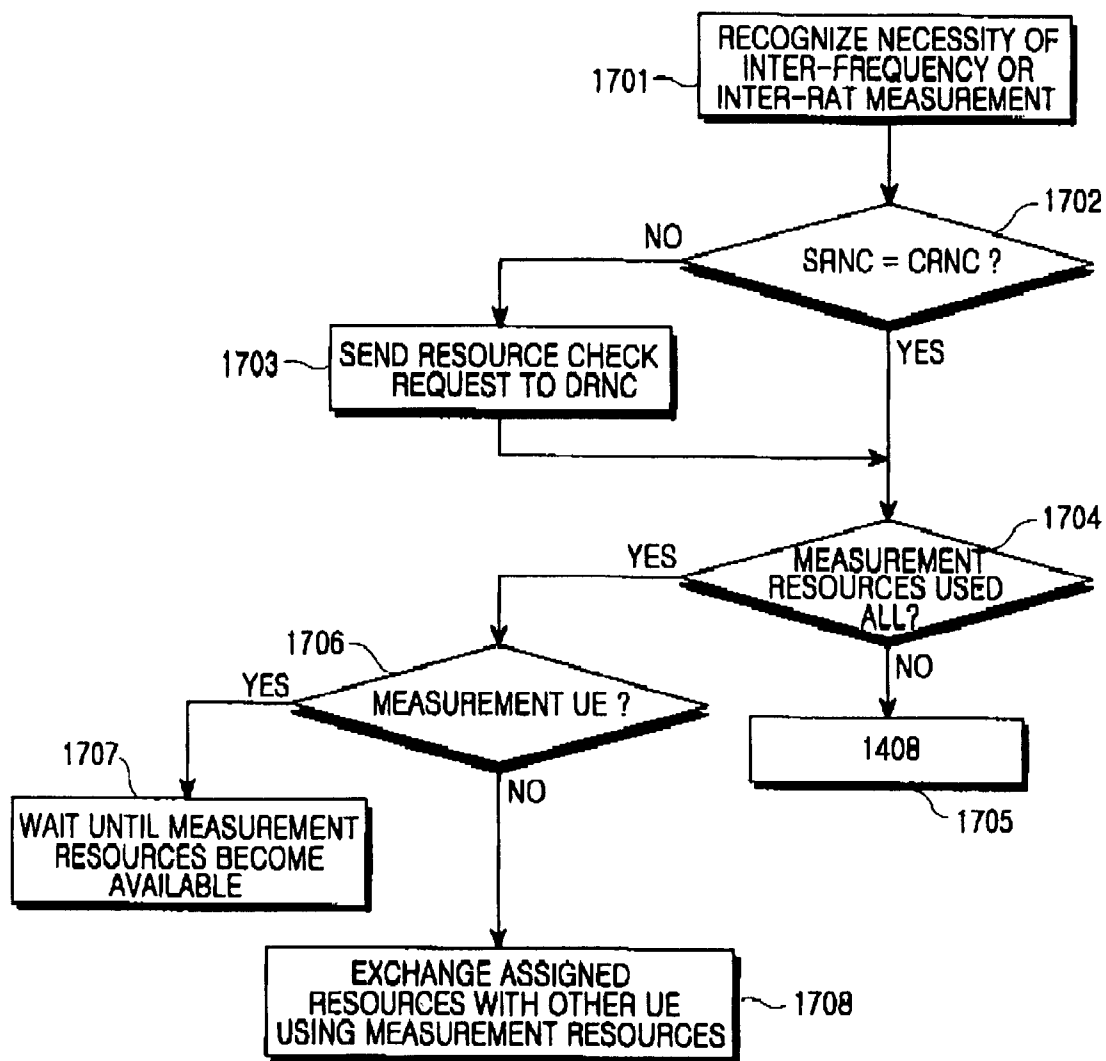 RECOGNIZE NECESSITY OF
INTER-FREQUENCY OR
INTER-RAT MEASUREMENT
1701
1702
NO
SRNC = CRNC ?
YES
1703
SEND RESOURCE CHECK
REQUEST TO DRNC
1704
YES
MEASUREMENT
RESOURCES USED
ALL?
NO
1706
YES
MEASUREMENT UE ?
NO
1408
1705
1707
WAIT UNTIL MEASUREMENT
RESOURCES BECOME
AVAILABLE
EXCHANGE ASSIGNED
RESOURCES WITH OTHER UE
USING MEASUREMENT RESOURCES
1708